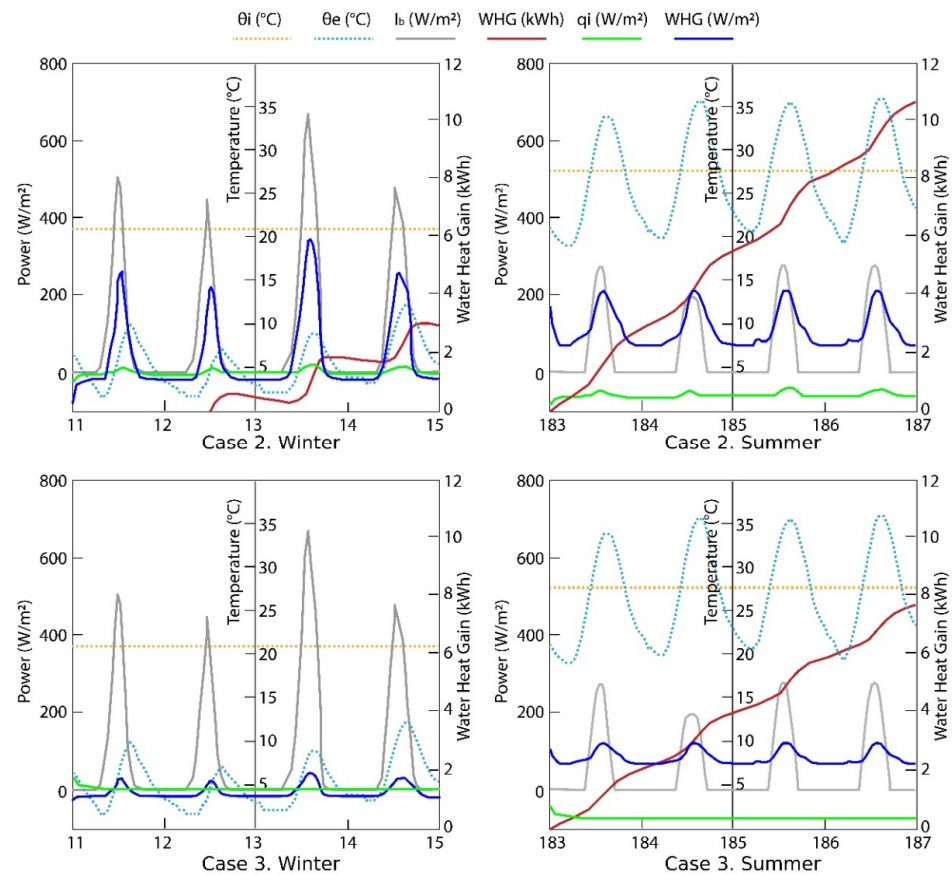 θi (°C) θe (°C) Ib (W/m²) WHG (kWh) qi (W/m²) WHG (W/m²)
800 12 800 12
Temperature (°C) 35 10 Temperature (°C) 35 10
600 30 600 30
Power (W/m²) 8 Power (W/m²) 8
400 25 400 25
20 6 20 6
Water Heat Gain (kWh) Water Heat Gain (kWh)
200 15 4 200 15 4
10 10
0 5 2 0 5 2
0 0
11 12 13 14 15 183 184 185 186 187
Case 2. Winter Case 2. Summer
800 12 800 12
Temperature (°C) 35 10 Temperature (°C) 35 10
600 30 600 30
Power (W/m²) 8 Power (W/m²) 8
400 25 400 25
20 6 20 6
Water Heat Gain (kWh) Water Heat Gain (kWh)
200 15 4 200 15 4
10 10
0 5 2 0 5 2
0 0
11 12 13 14 15 183 184 185 186 187
Case 3. Winter Case 3. Summer